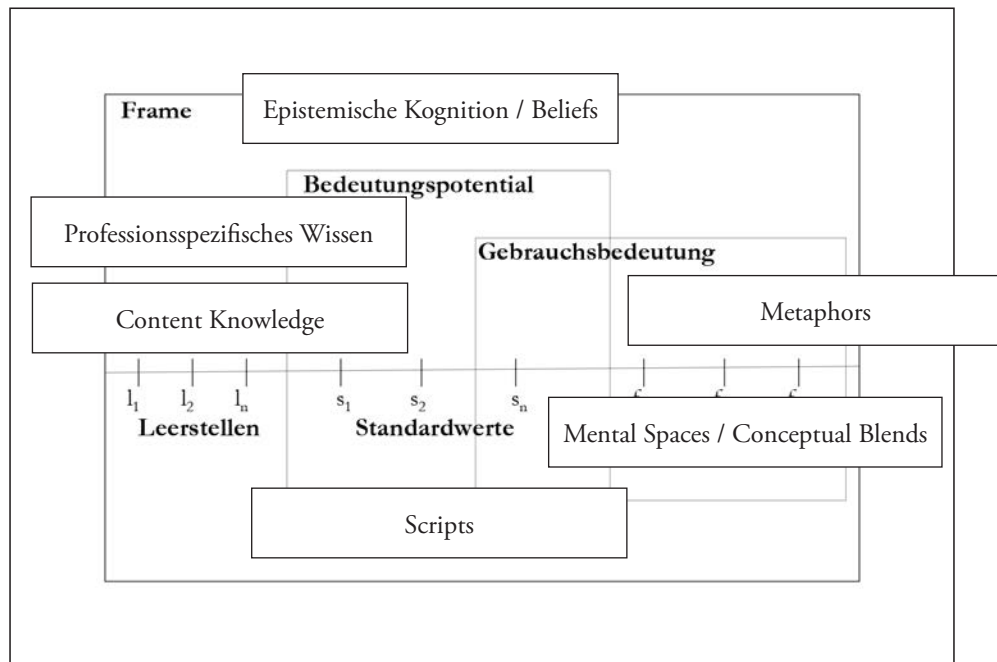 Epistemische Kognition / Beliefs
Frame
Bedeutungspotential
Professionsspezifisches Wissen
Gebrauchsbedeutung
Content Knowledge
Metaphors
l₁ l₂ lₙ s₁ s₂ sₙ
Leerstellen Standardwerte
Mental Spaces / Conceptual Blends
Scripts